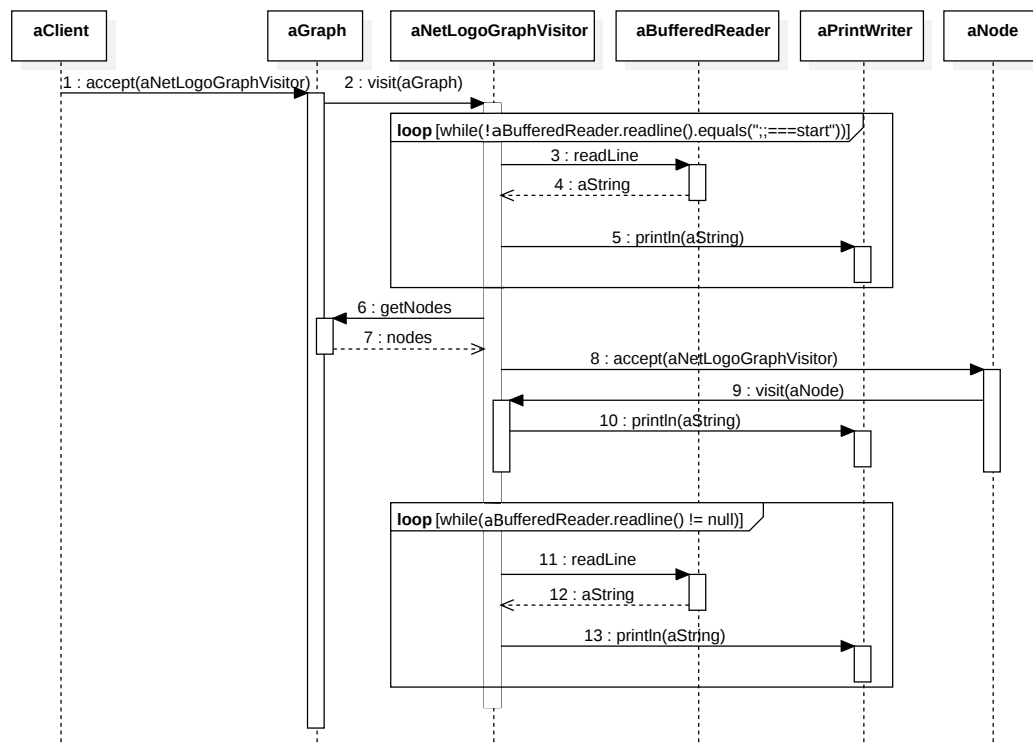 aClient
aGraph
aNetLogoGraphVisitor
aBufferedReader
aPrintWriter
aNode
1 : accept(aNetLogoGraphVisitor)
2 : visit(aGraph)
loop [while(!aBufferedReader.readline().equals(";;===start"))]
3 : readLine
4 : aString
5 : println(aString)
6 : getNodes
7 : nodes
8 : accept(aNetLogoGraphVisitor)
9 : visit(aNode)
10 : println(aString)
loop [while(aBufferedReader.readline() != null)]
11 : readLine
12 : aString
13 : println(aString)